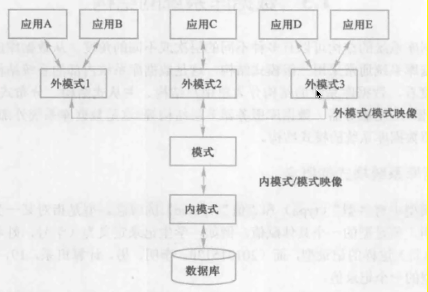 应用A 应用B 应用C 应用D 应用E
外模式1 外模式2 外模式3
外模式/模式映像
模式
内模式/模式映像
内模式
数据库